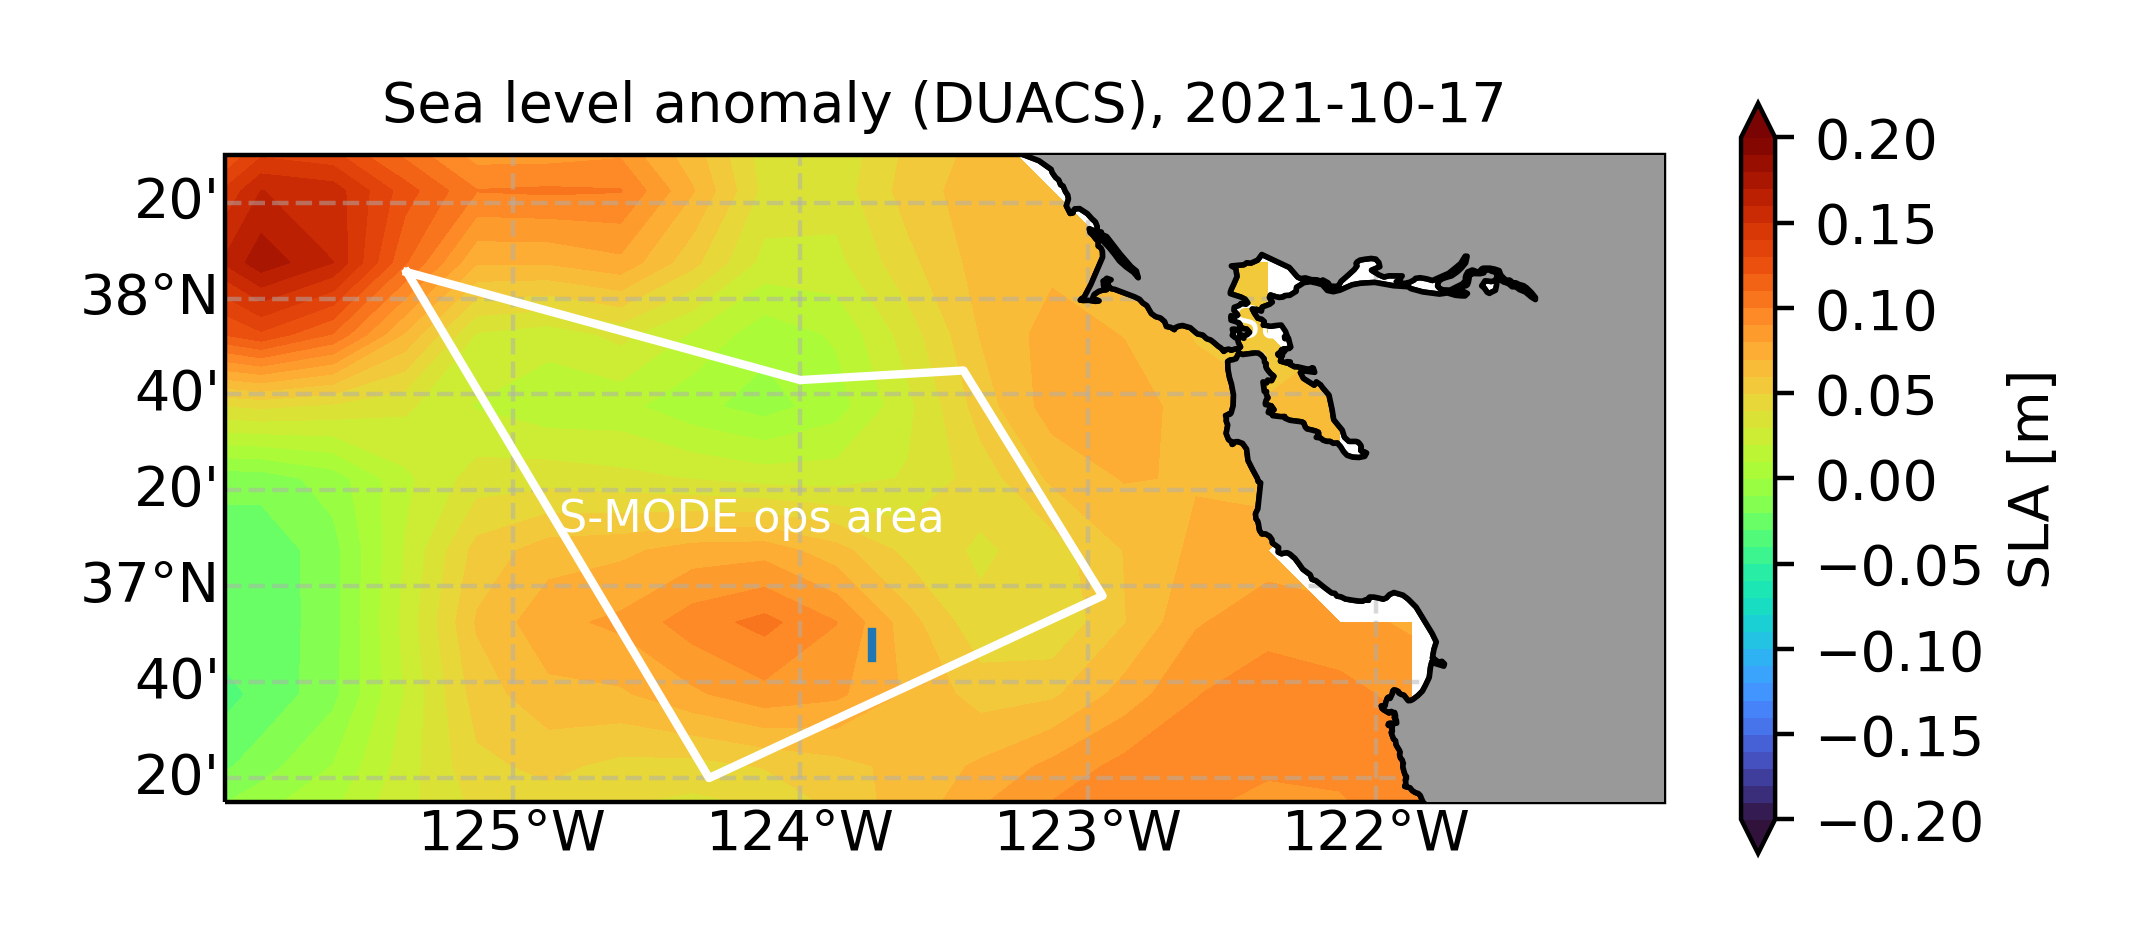 Sea level anomaly (DUACS), 2021-10-17
20'
38°N
40'
20'
37°N
40'
20'
125°W
124°W
123°W
122°W
S-MODE ops area
0.20
0.15
0.10
0.05
0.00
−0.05
−0.10
−0.15
−0.20
SLA [m]